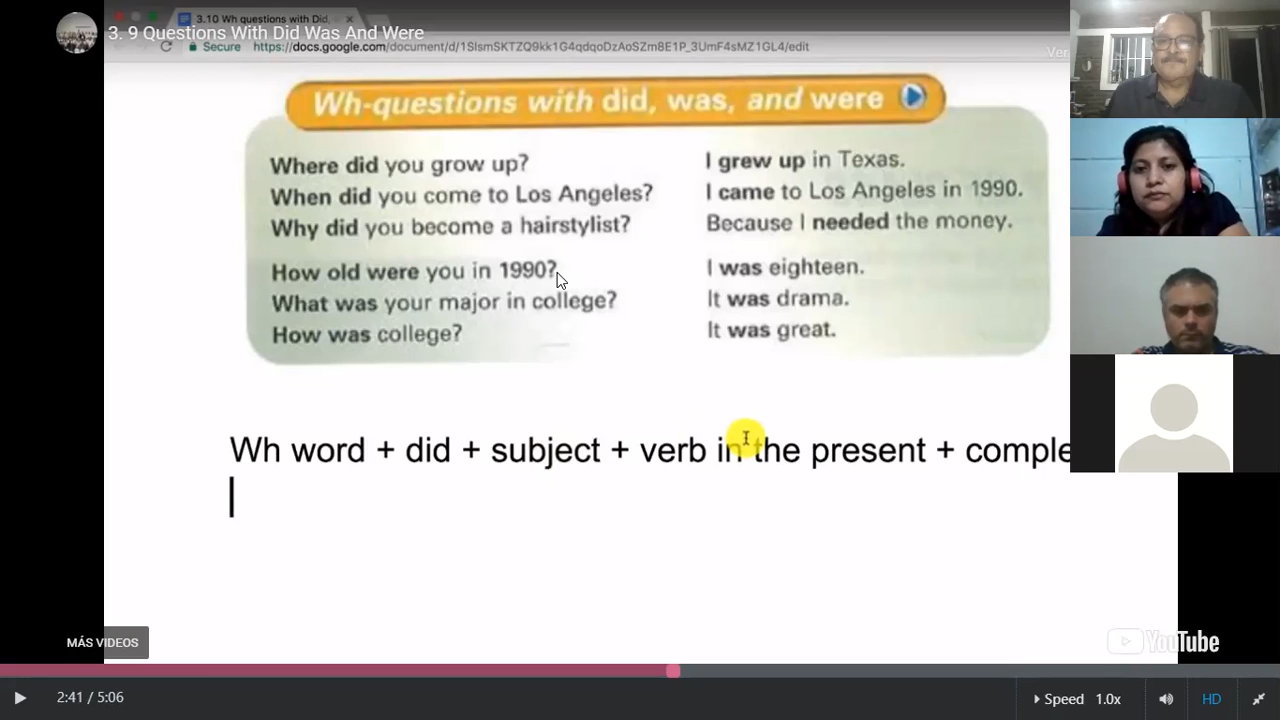 3.10 Wh questions with Did,
3. 9 Questions With Did Was And Were
Secure https://docs.google.com/document/d/1SlsmSKTZQ9kk1G4qdqoDzAoSZm8E1P_3UmF4sMZ1GL4/edit
Wh-questions with did, was, and were
Where did you grow up? I grew up in Texas.
When did you come to Los Angeles? I came to Los Angeles in 1990.
Why did you become a hairstylist? Because I needed the money.
How old were you in 1990? I was eighteen.
What was your major in college? It was drama.
How was college? It was great.
Wh word + did + subject + verb in the present + comple
MÁS VIDEOS
YouTube
2:41 / 5:06 Speed 1.0x HD